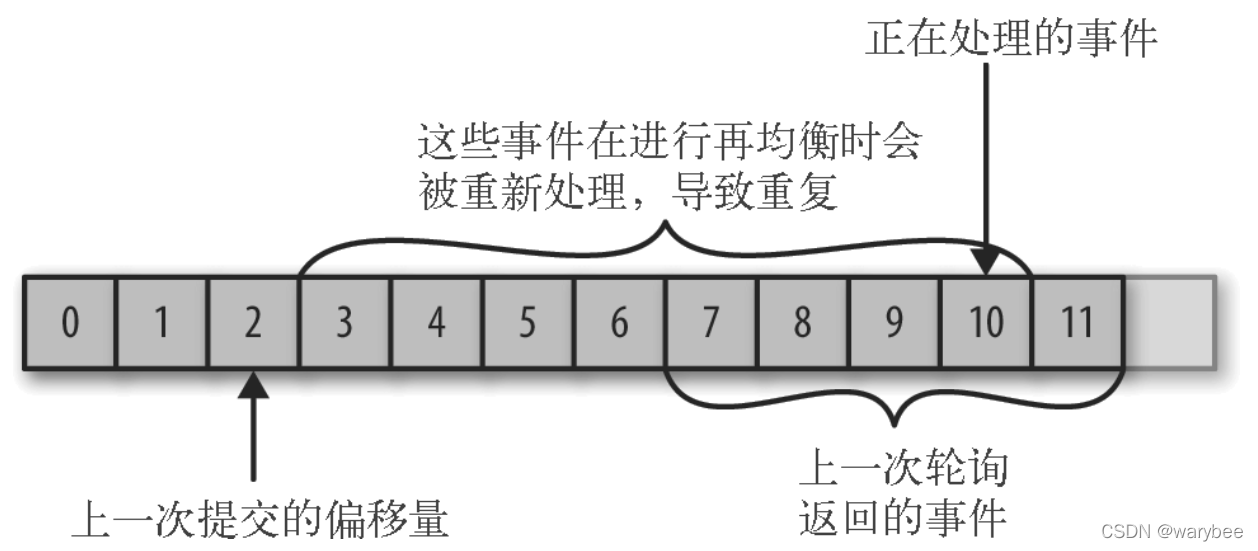 正在处理的事件
这些事件在进行再均衡时会
被重新处理，导致重复
0 1 2 3 4 5 6 7 8 9 10 11
上一次轮询
返回的事件
上一次提交的偏移量
CSDN @warybee